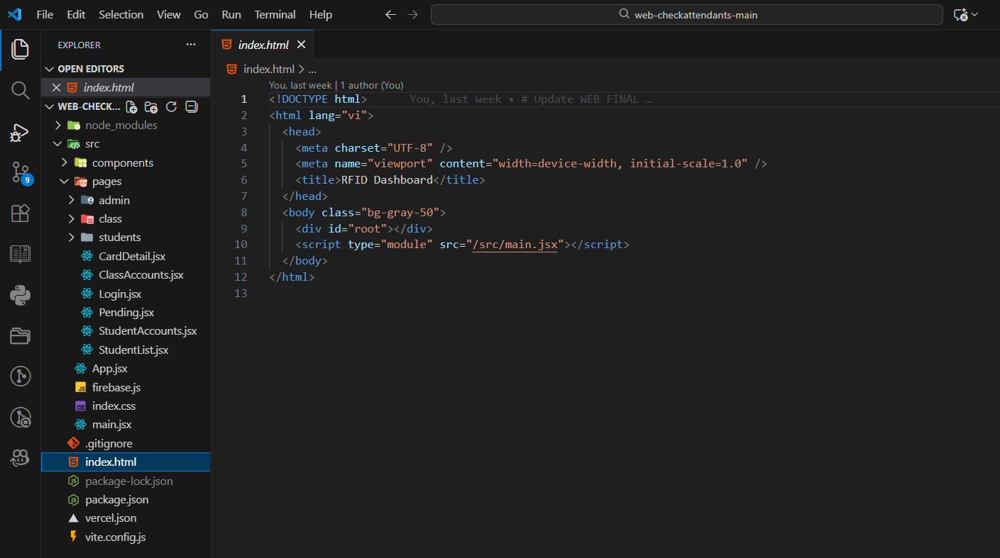 File Edit Selection View Go Run Terminal Help
web-checkattendants-main
EXPLORER
OPEN EDITORS
index.html
WEB-CHECK...
node_modules
src
components
pages
admin
class
students
CardDetail.jsx
ClassAccounts.jsx
Login.jsx
Pending.jsx
StudentAccounts.jsx
StudentList.jsx
App.jsx
firebase.js
index.css
main.jsx
.gitignore
index.html
package-lock.json
package.json
vercel.json
vite.config.js
9
index.html
index.html > ...
You, last week | 1 author (You)
1 <!DOCTYPE html> You, last week • # Update WEB FINAL …
2 <html lang="vi">
3 <head>
4 <meta charset="UTF-8" />
5 <meta name="viewport" content="width=device-width, initial-scale=1.0" />
6 <title>RFID Dashboard</title>
7 </head>
8 <body class="bg-gray-50">
9 <div id="root"></div>
10 <script type="module" src="/src/main.jsx"></script>
11 </body>
12 </html>
13